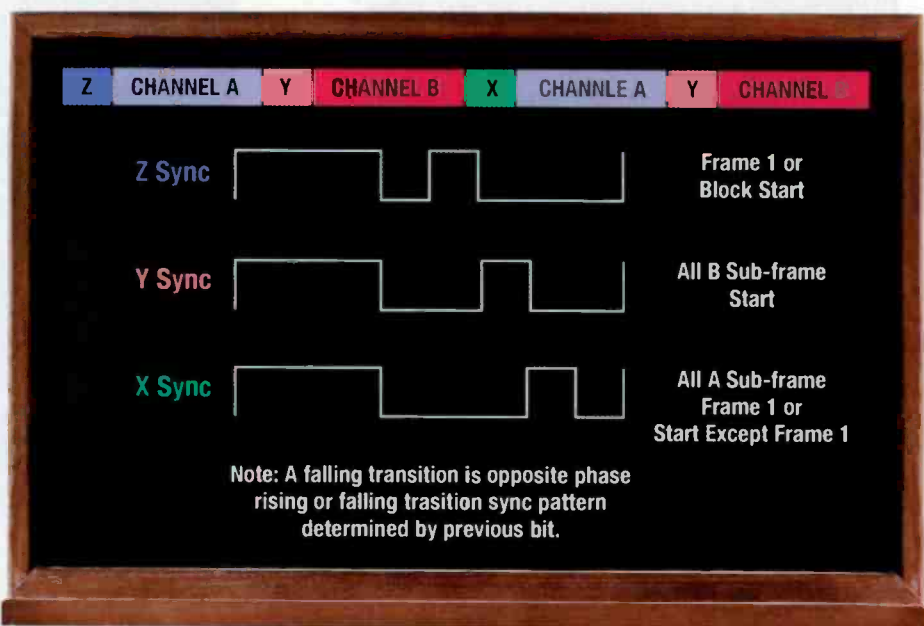 Z CHANNEL A Y CHANNEL B X CHANNLE A Y CHANNEL B
Z Sync
Frame 1 or
Block Start
Y Sync
All B Sub-frame
Start
X Sync
All A Sub-frame
Frame 1 or
Start Except Frame 1
Note: A falling transition is opposite phase
rising or falling trasition sync pattern
determined by previous bit.